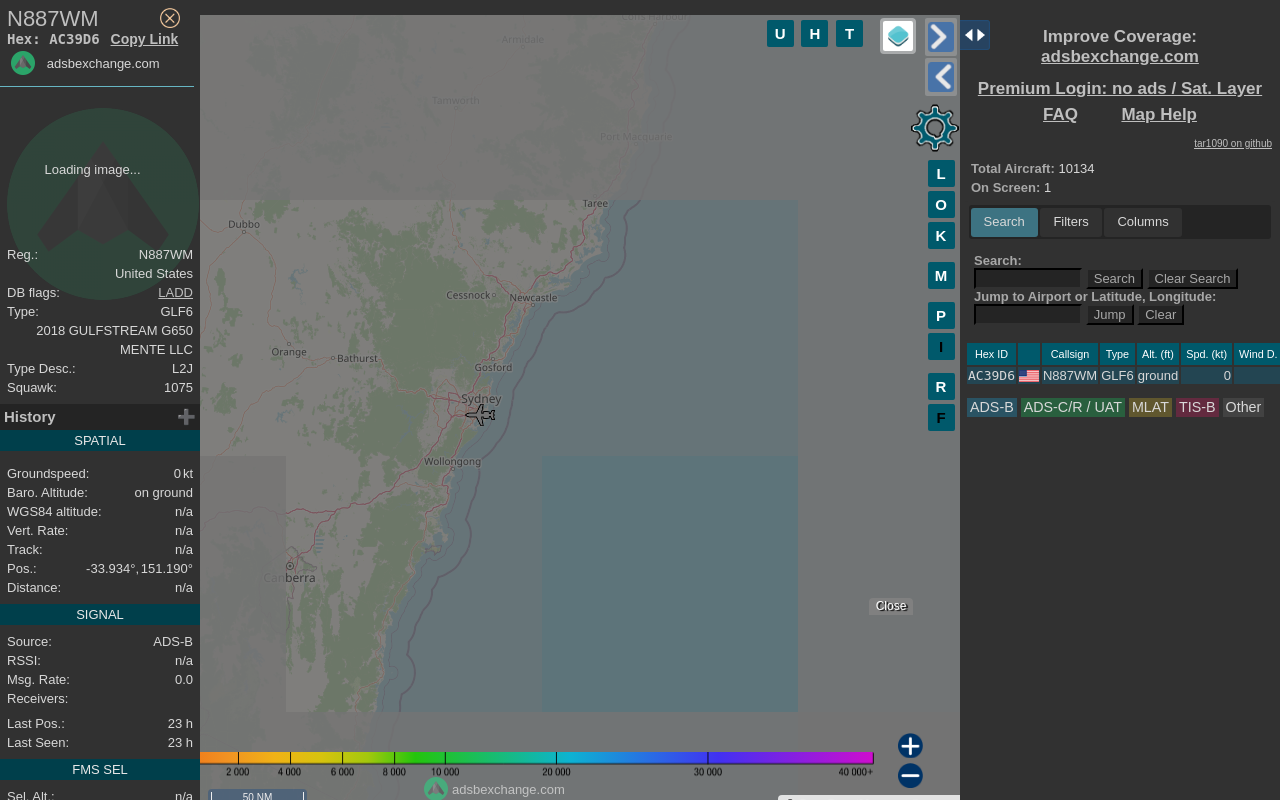 N887WM
Hex: AC39D6 Copy Link
adsbexchange.com
Loading image...
Reg.: N887WM
United States
DB flags: LADD
Type: GLF6
2018 GULFSTREAM G650
MENTE LLC
Type Desc.: L2J
Squawk: 1075
History
SPATIAL
Groundspeed: 0 kt
Baro. Altitude: on ground
WGS84 altitude: n/a
Vert. Rate: n/a
Track: n/a
Pos.: -33.934°, 151.190°
Distance: n/a
SIGNAL
Source: ADS-B
RSSI: n/a
Msg. Rate: 0.0
Receivers:
Last Pos.: 23 h
Last Seen: 23 h
FMS SEL
Sel. Alt.: n/a
Coffs Harbour
Armidale
Tamworth
Port Macquarie
Taree
Dubbo
Cessnock
Newcastle
Orange
Bathurst
Gosford
Sydney
Wollongong
Canberra
U H T
L
O
K
M
P
I
R
F
Close
2 000 4 000 6 000 8 000 10 000 20 000 30 000 40 000+
adsbexchange.com
50 NM
Improve Coverage:
adsbexchange.com
Premium Login: no ads / Sat. Layer
FAQ Map Help
tar1090 on github
Total Aircraft: 10134
On Screen: 1
Search Filters Columns
Search:
Search Clear Search
Jump to Airport or Latitude, Longitude:
Jump Clear
Hex ID Callsign Type Alt. (ft) Spd. (kt) Wind D.
AC39D6 N887WM GLF6 ground 0
ADS-B ADS-C/R / UAT MLAT TIS-B Other